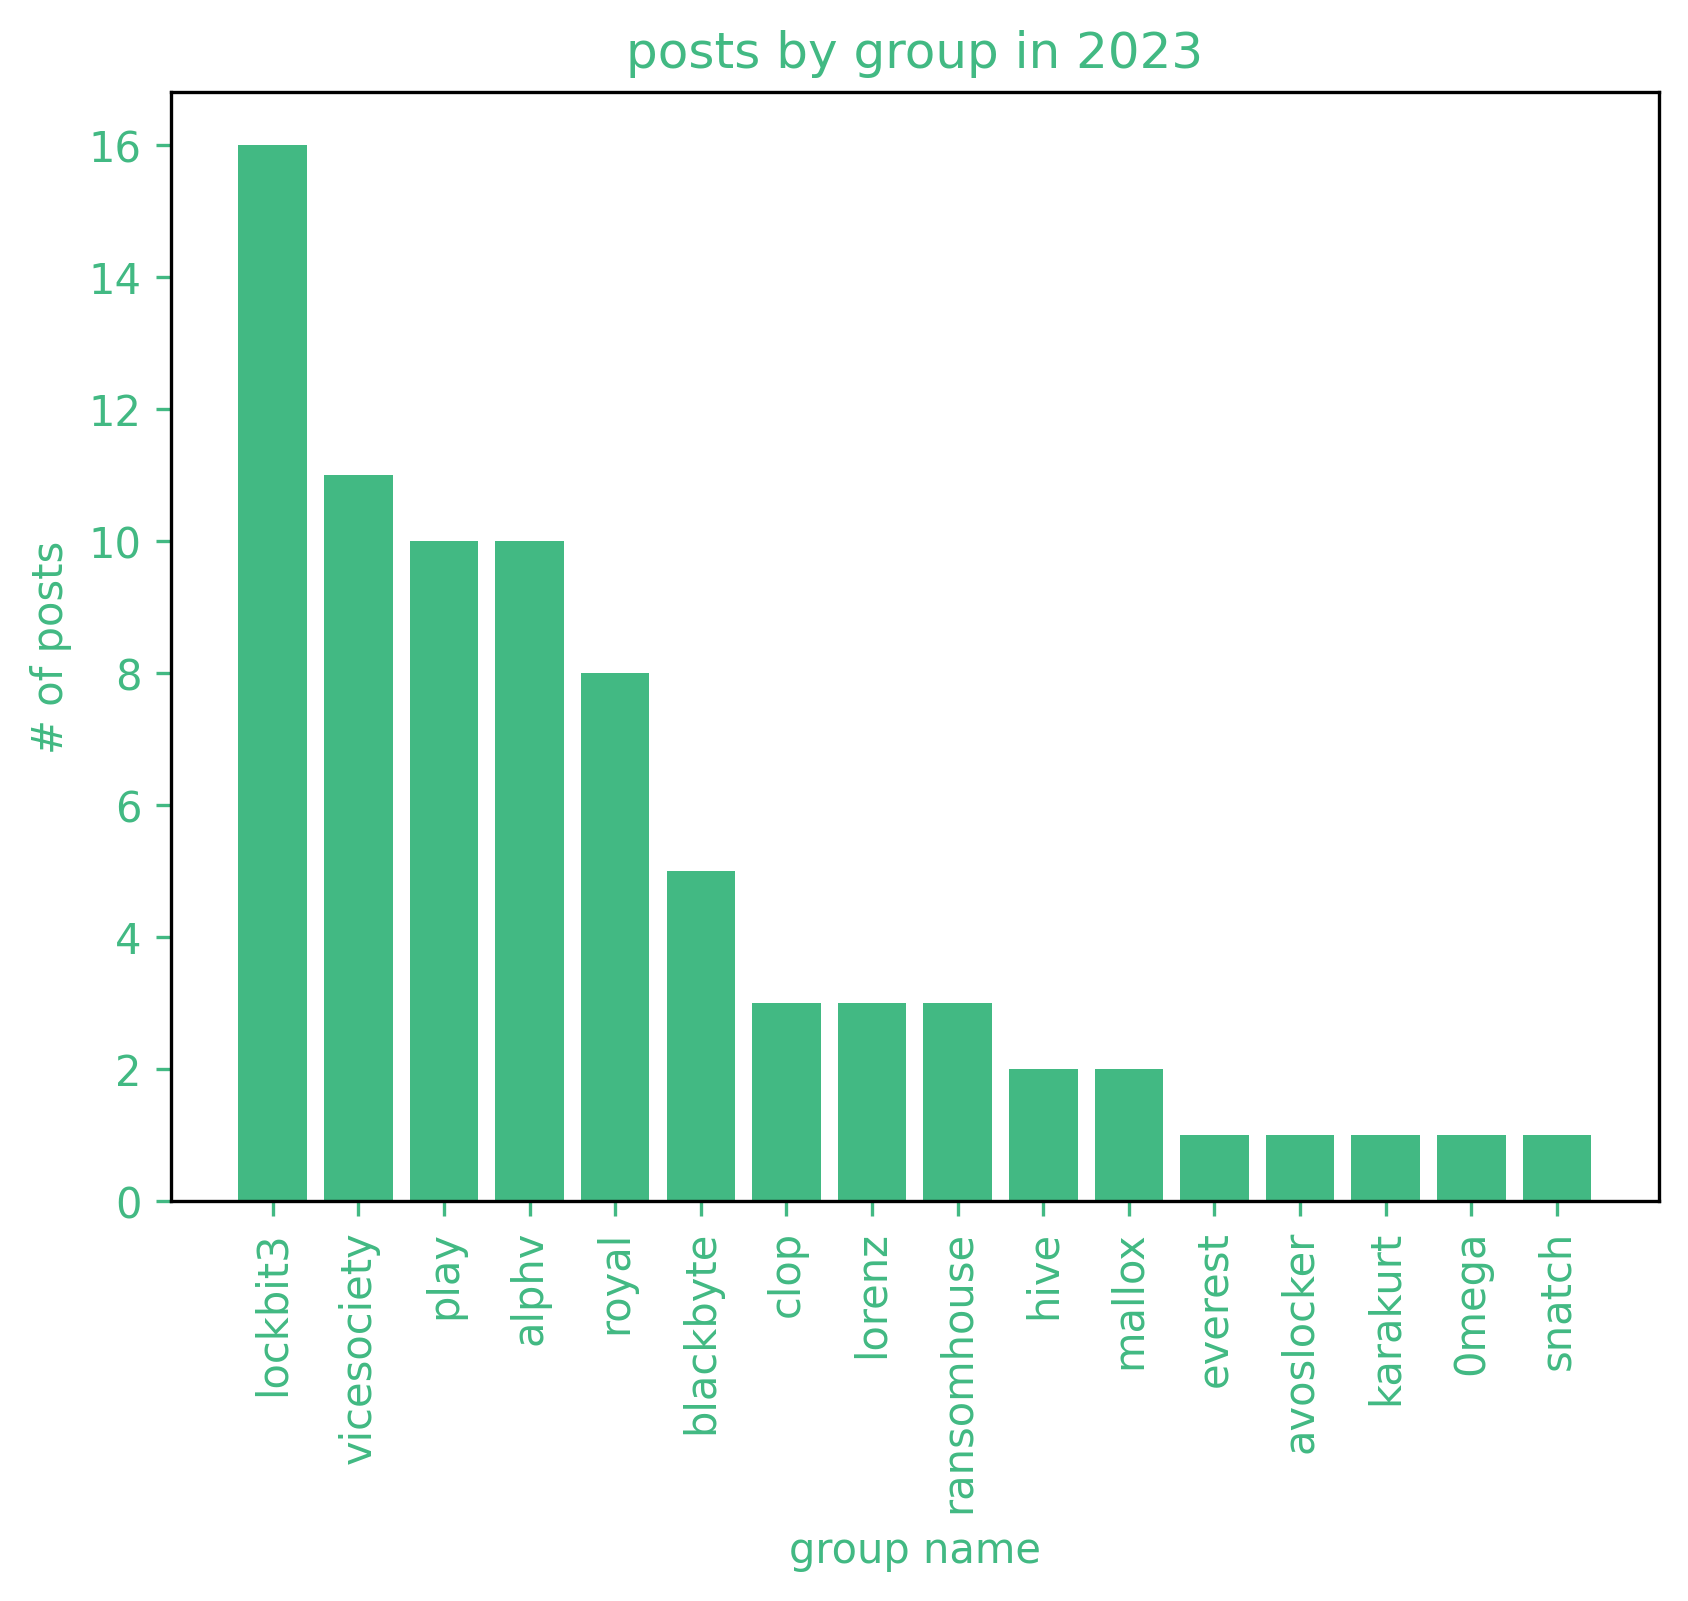 posts by group in 2023
# of posts
16
14
12
10
8
6
4
2
0
lockbit3
vicesociety
play
alphv
royal
blackbyte
clop
lorenz
ransomhouse
hive
mallox
everest
avoslocker
karakurt
0mega
snatch
group name